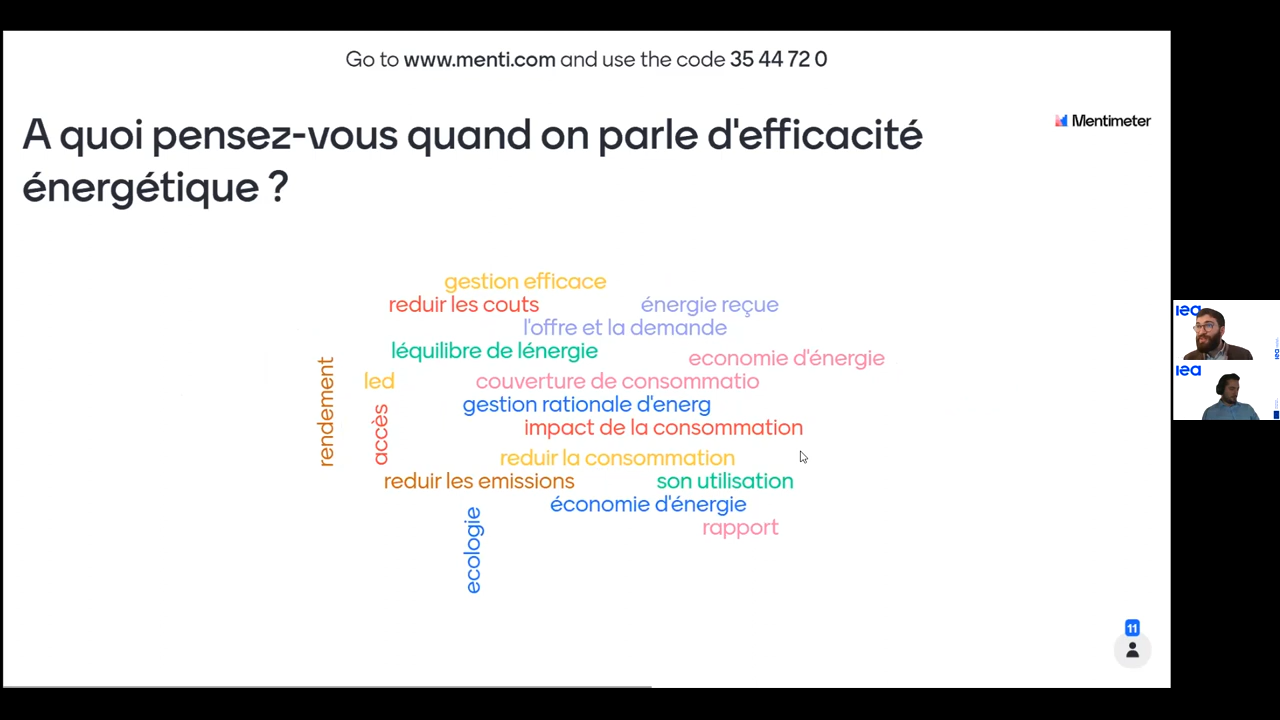 Go to www.menti.com and use the code 35 44 72 0
Mentimeter
A quoi pensez-vous quand on parle d'efficacité
énergétique ?
gestion efficace
reduir les couts
énergie reçue
l'offre et la demande
léquilibre de lénergie
economie d'énergie
rendement
led
couverture de consommatio
accès
gestion rationale d'energ
impact de la consommation
reduir la consommation
reduir les emissions
son utilisation
économie d'énergie
ecologie
rapport
11
iea
iea